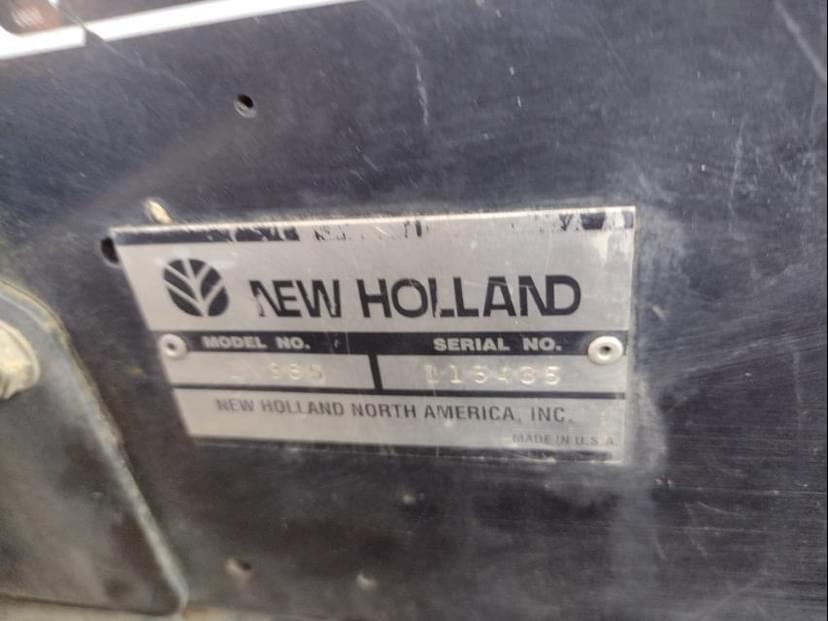 NEW HOLLAND
MODEL NO. SERIAL NO.
NEW HOLLAND NORTH AMERICA, INC.
MADE IN U.S.A.